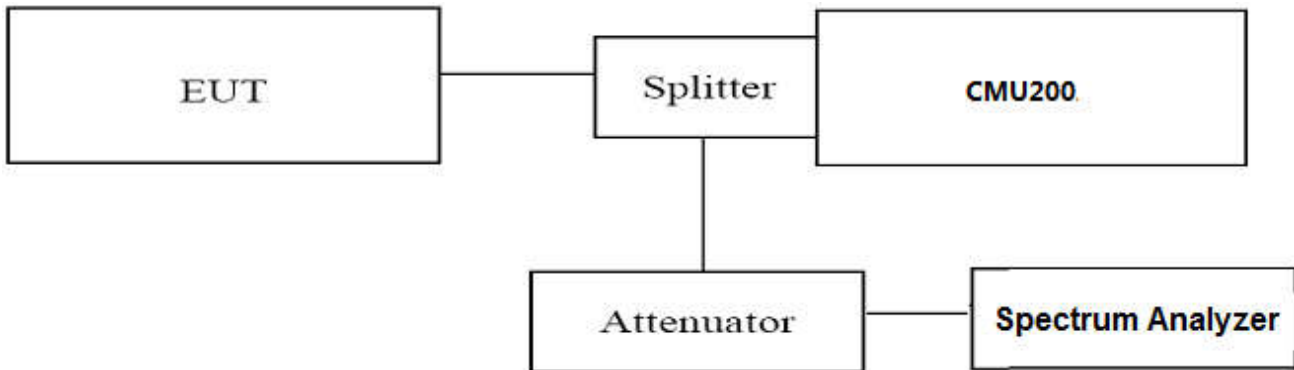 EUT
Splitter
CMU200.
Attenuator
Spectrum Analyzer